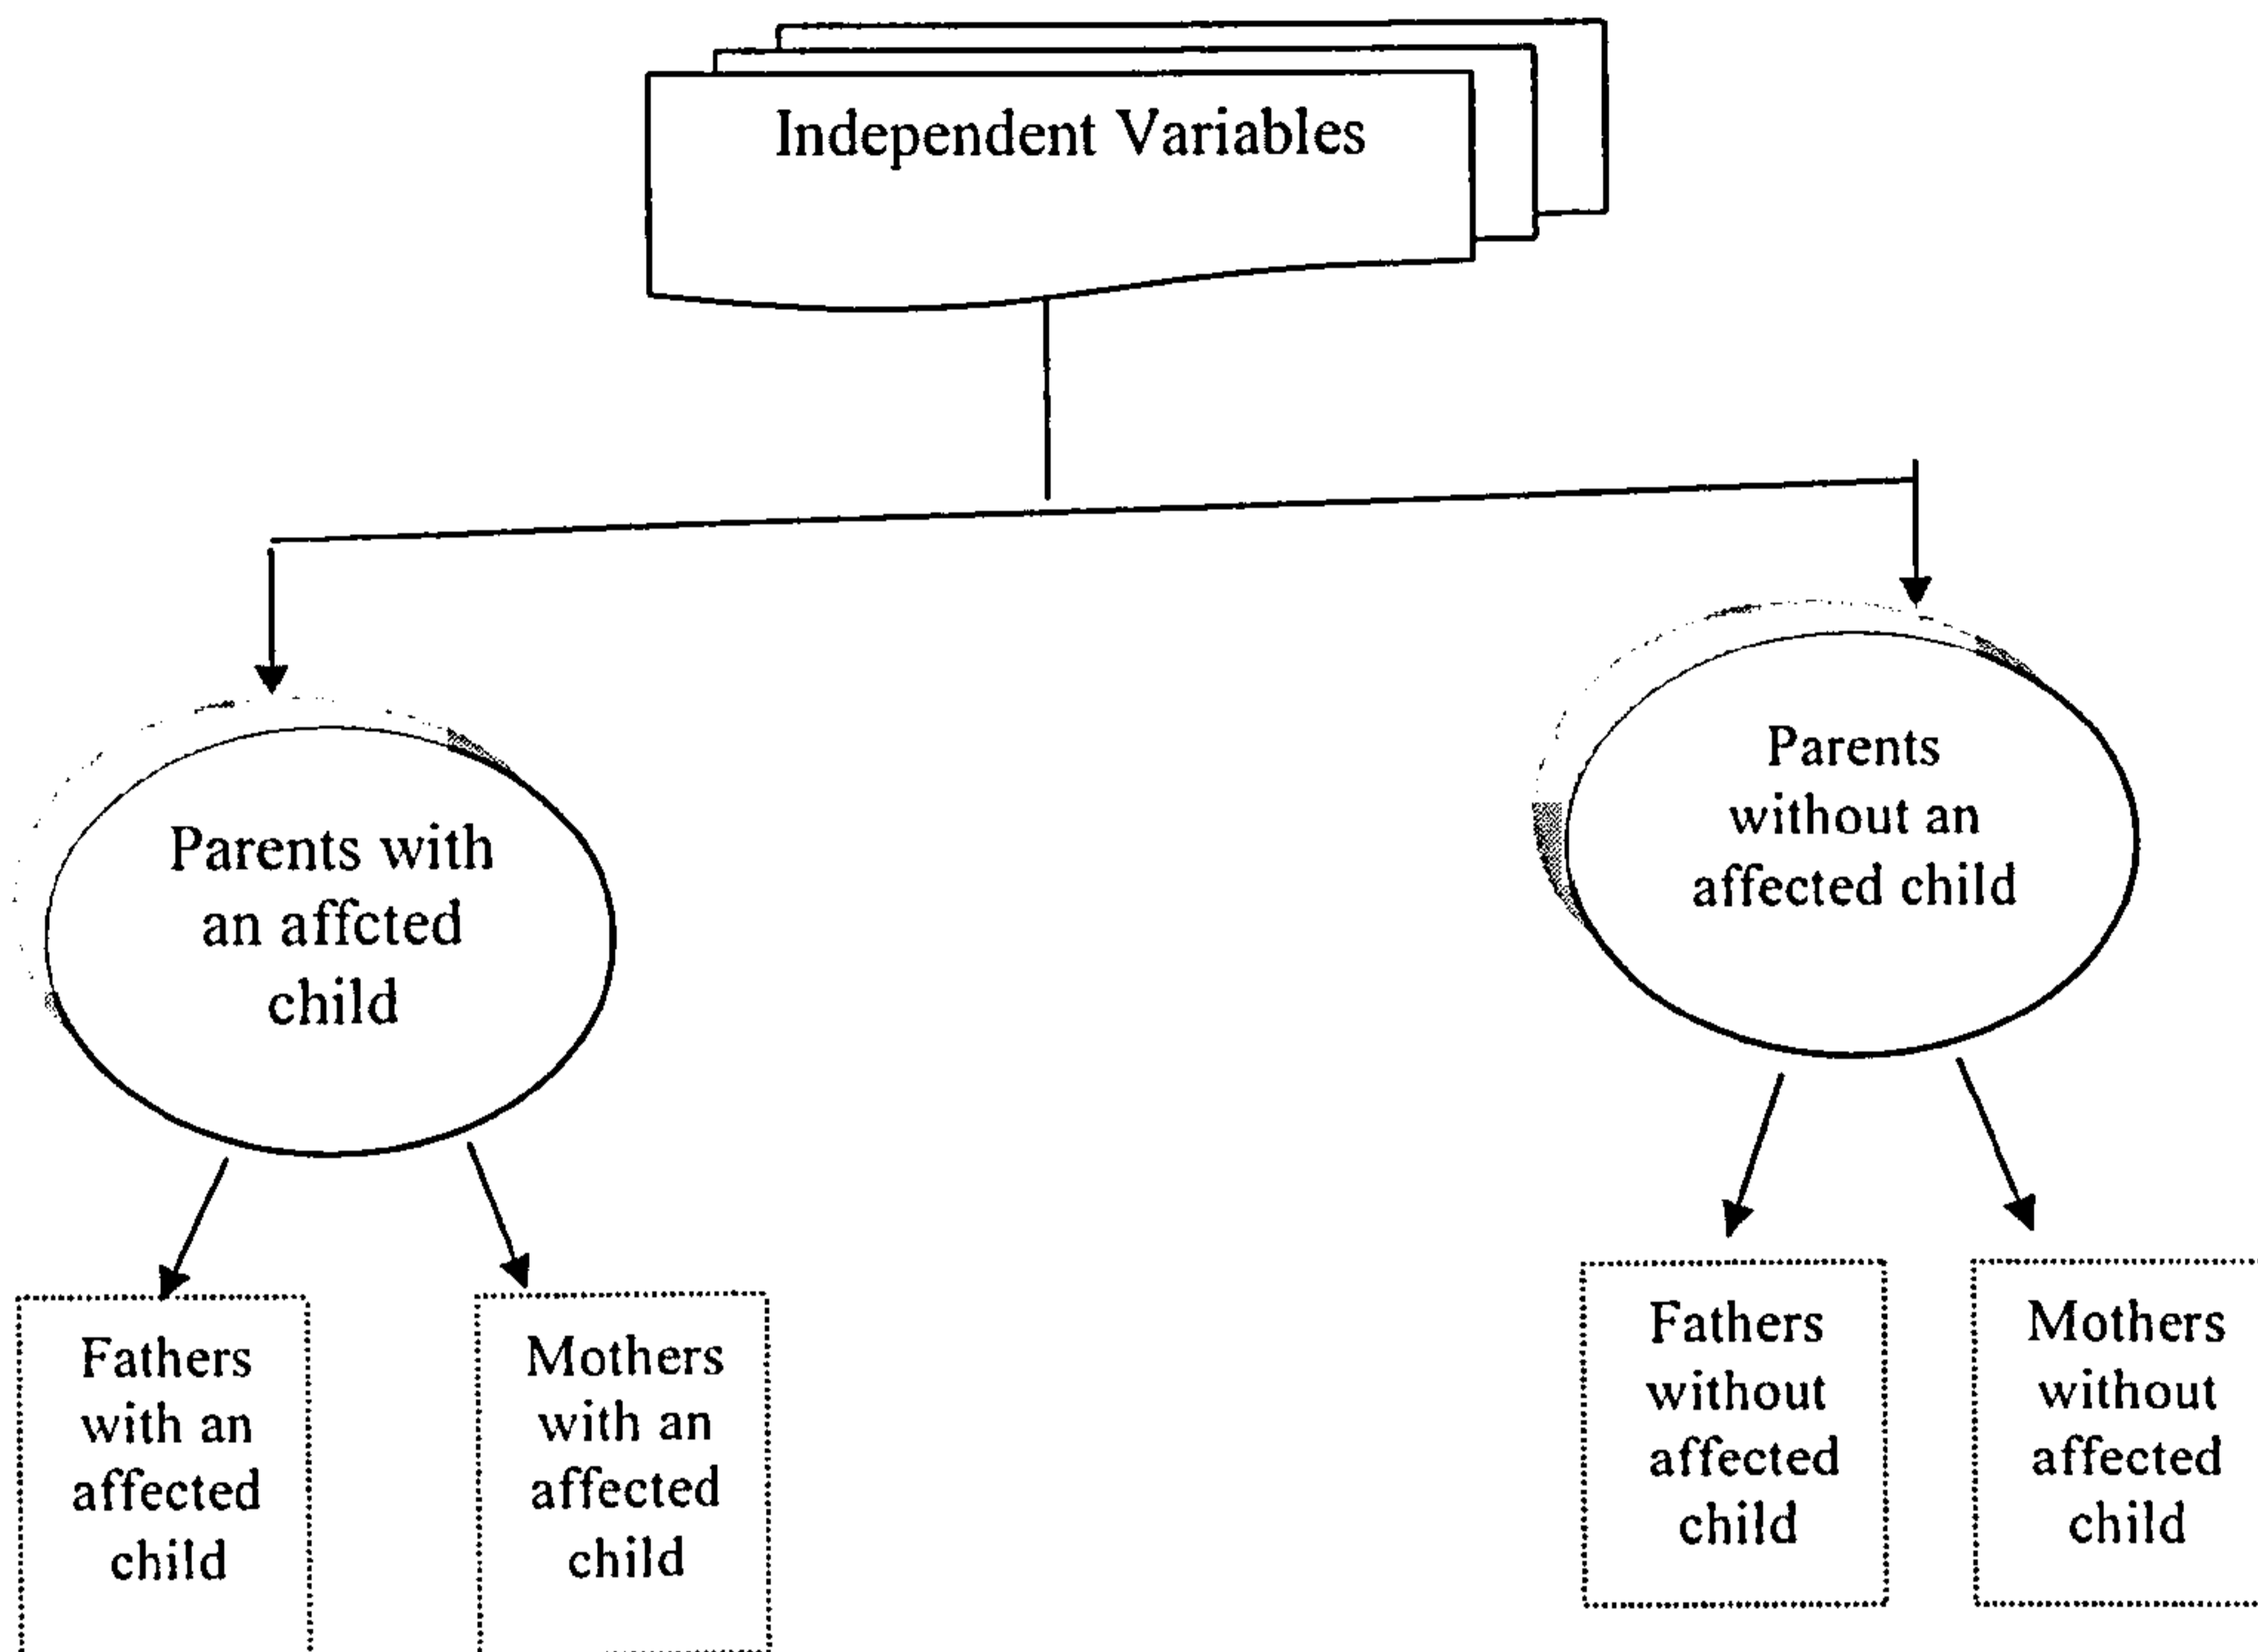 Independent Variables
Parents with
an affcted
child
Parents
without an
affected child
Fathers
with an
affected
child
Mothers
with an
affected
child
Fathers
without
affected
child
Mothers
without
affected
child